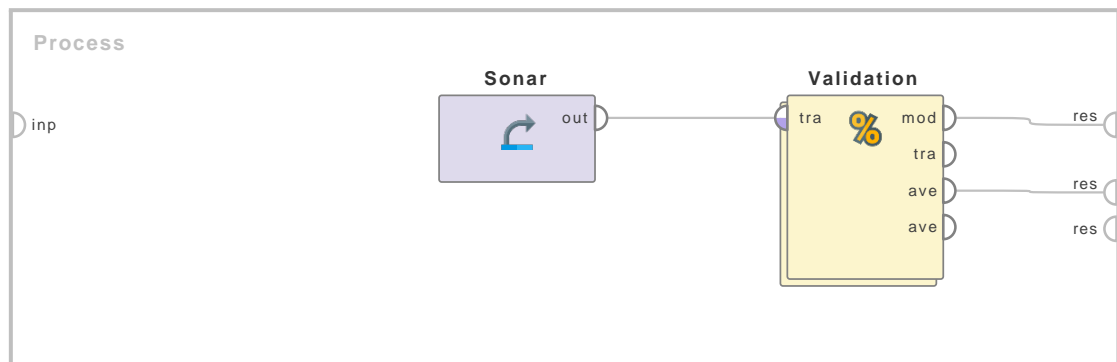 Process
Sonar
Validation
inp
out
tra
mod
res
tra
ave
res
ave
res